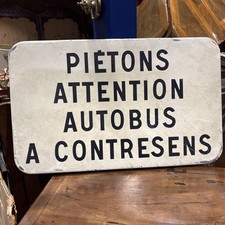 PIÉTONS
ATTENTION
AUTOBUS
A CONTRESENS